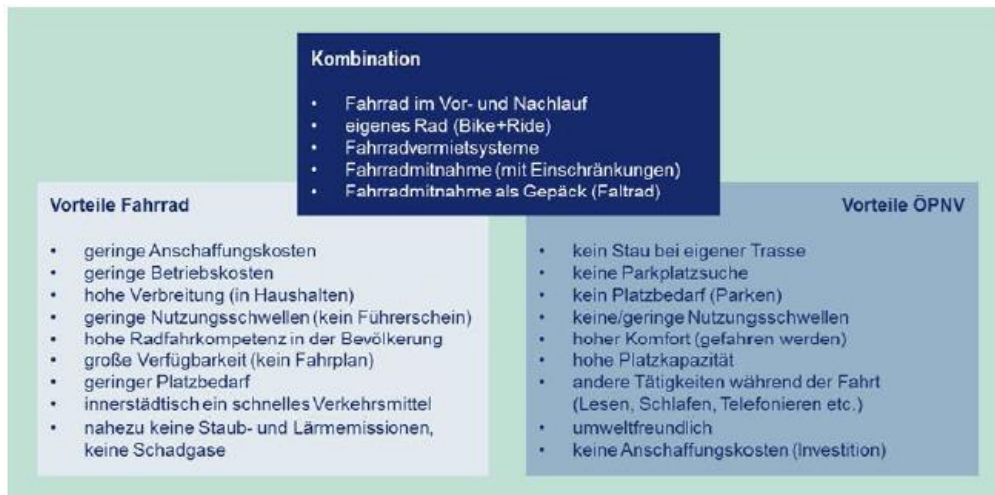 Kombination
• Fahrrad im Vor- und Nachlauf
• eigenes Rad (Bike+Ride)
• Fahrradvermietsysteme
• Fahrradmitnahme (mit Einschränkungen)
• Fahrradmitnahme als Gepäck (Faltrad)
Vorteile Fahrrad
• geringe Anschaffungskosten
• geringe Betriebskosten
• hohe Verbreitung (in Haushalten)
• geringe Nutzungsschwellen (kein Führerschein)
• hohe Radfahrkompetenz in der Bevölkerung
• große Verfügbarkeit (kein Fahrplan)
• geringer Platzbedarf
• innerstädtisch ein schnelles Verkehrsmittel
• nahezu keine Staub- und Lärmemissionen,
keine Schadgase
Vorteile ÖPNV
• kein Stau bei eigener Trasse
• keine Parkplatzsuche
• kein Platzbedarf (Parken)
• keine/geringe Nutzungsschwellen
• hoher Komfort (gefahren werden)
• hohe Platzkapazität
• andere Tätigkeiten während der Fahrt
(Lesen, Schlafen, Telefonieren etc.)
• umweltfreundlich
• keine Anschaffungskosten (Investition)